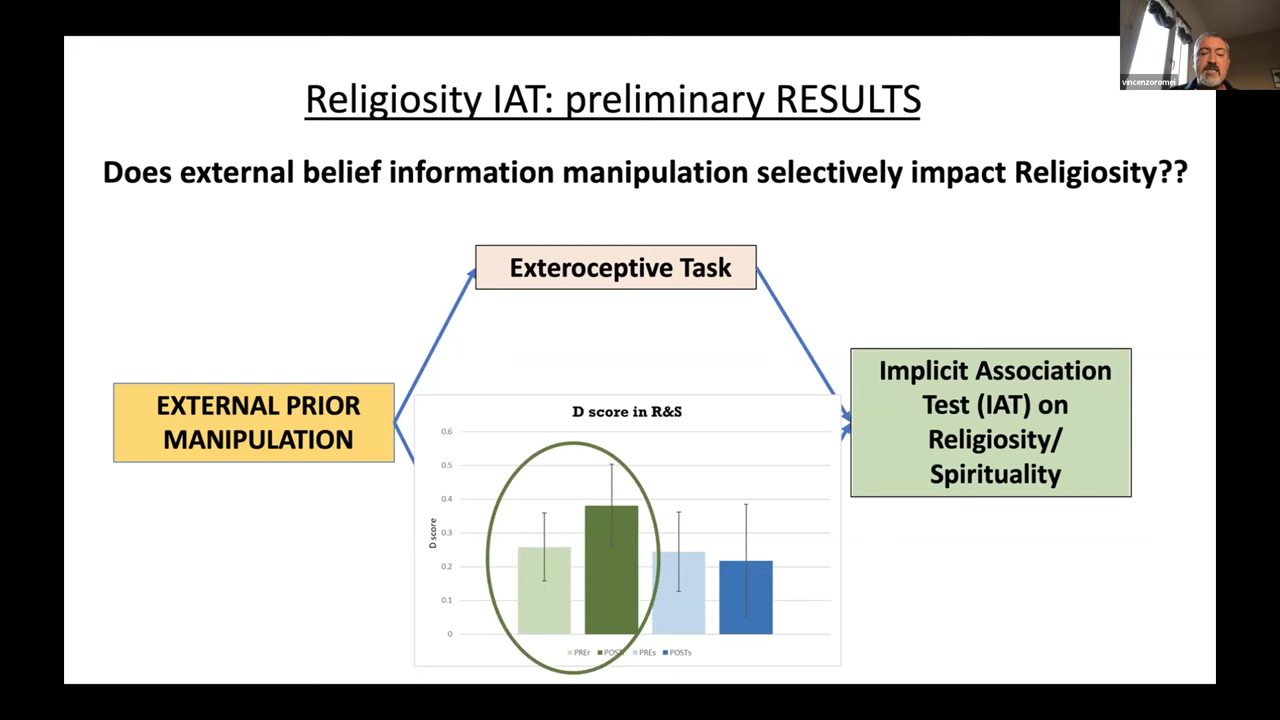 vincenzoromei
Religiosity IAT: preliminary RESULTS
Does external belief information manipulation selectively impact Religiosity??
Exteroceptive Task
EXTERNAL PRIOR
MANIPULATION
Implicit Association
Test (IAT) on
Religiosity/
Spirituality
D score in R&S
D score
0.6
0.5
0.4
0.3
0.2
0.1
0
PREr POSTr PREs POSTs